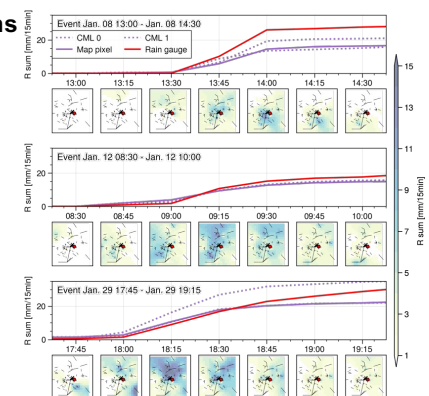 ns
Event Jan. 08 13:00 - Jan. 08 14:30
CML 0
CML 1
Map pixel
Rain gauge
R sum [mm/15min]
20
0
13:00 13:15 13:30 13:45 14:00 14:15 14:30
Event Jan. 12 08:30 - Jan. 12 10:00
R sum [mm/15min]
20
0
08:30 08:45 09:00 09:15 09:30 09:45 10:00
Event Jan. 29 17:45 - Jan. 29 19:15
R sum [mm/15min]
20
0
17:45 18:00 18:15 18:30 18:45 19:00 19:15
15
13
11
9
7
5
3
1
R sum [mm/15min]